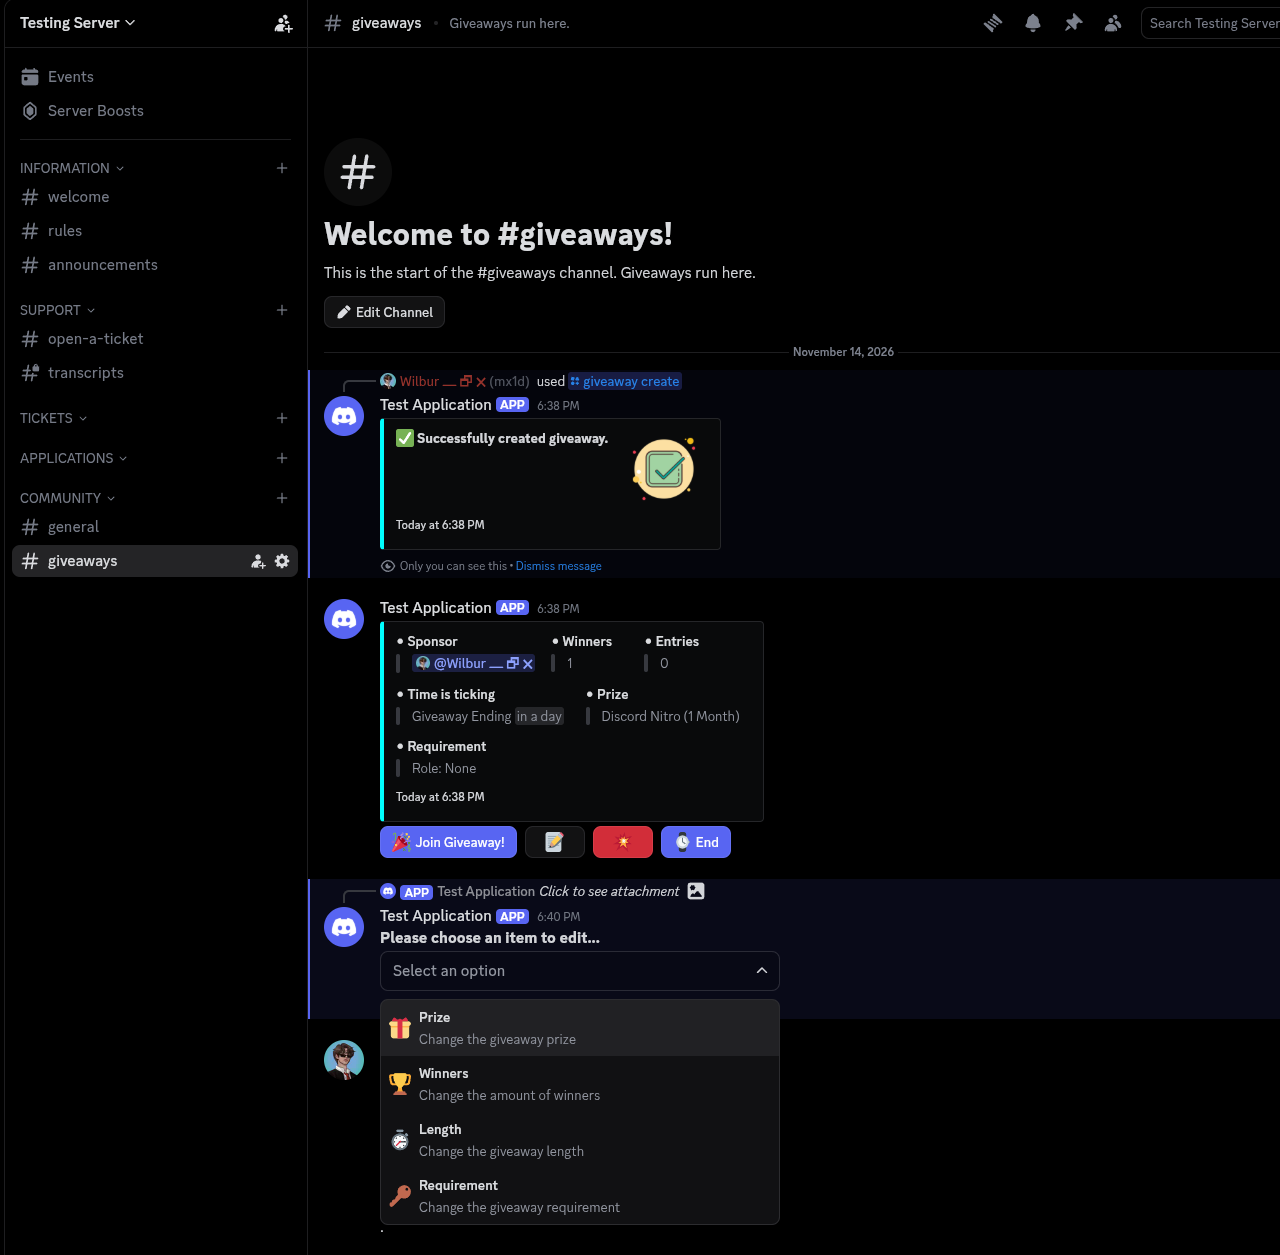 Testing Server
giveaways • Giveaways run here.
Search Testing Server
Events
Server Boosts
INFORMATION
welcome
rules
announcements
SUPPORT
open-a-ticket
transcripts
TICKETS
APPLICATIONS
COMMUNITY
general
giveaways
Welcome to #giveaways!
This is the start of the #giveaways channel. Giveaways run here.
Edit Channel
November 14, 2026
Wilbur (mx1d) used giveaway create
Test Application APP 6:38 PM
✅ Successfully created giveaway.
Today at 6:38 PM
Only you can see this • Dismiss message
Test Application APP 6:38 PM
• Sponsor • Winners • Entries
@Wilbur 1 0
• Time is ticking • Prize
Giveaway Ending in a day Discord Nitro (1 Month)
• Requirement
Role: None
Today at 6:38 PM
Join Giveaway! End
APP Test Application Click to see attachment
Test Application APP 6:40 PM
Please choose an item to edit...
Select an option
Prize
Change the giveaway prize
Winners
Change the amount of winners
Length
Change the giveaway length
Requirement
Change the giveaway requirement